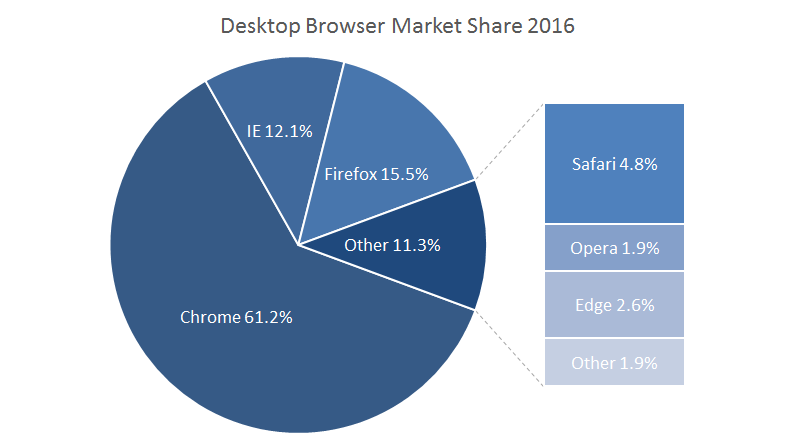 Desktop Browser Market Share 2016
IE 12.1%
Firefox 15.5%
Other 11.3%
Chrome 61.2%
Safari 4.8%
Opera 1.9%
Edge 2.6%
Other 1.9%